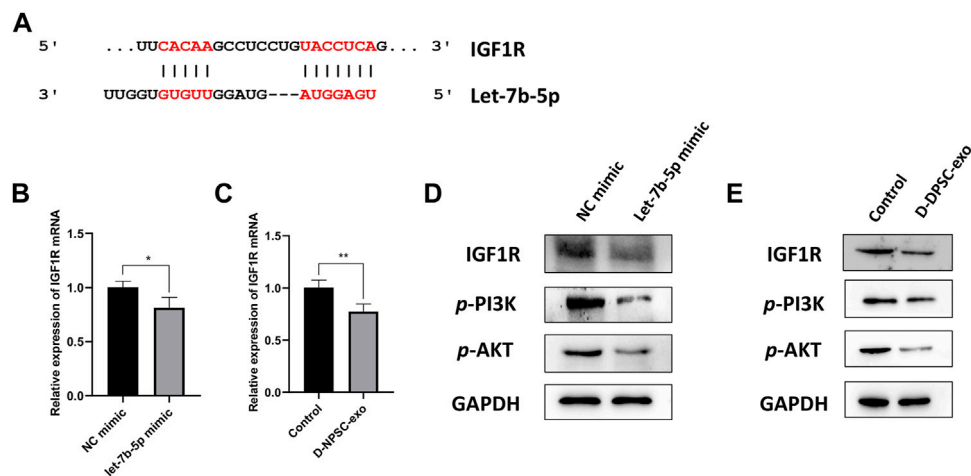 A
5' ...UUCACAAGCCUCCUGUACCUCAG... 3' IGF1R
3' UUGGUGUGUUGGAUG---AUGGAGU 5' Let-7b-5p
B
Relative expression of IGF1R mRNA
1.5
1.0
0.5
0.0
*
NC mimic
let-7b-5p mimic
C
Relative expression of IGF1R mRNA
1.5
1.0
0.5
0.0
**
Control
D-NPSC-exo
D
NC mimic
Let-7b-5p mimic
IGF1R
p-PI3K
p-AKT
GAPDH
E
Control
D-DPSC-exo
IGF1R
p-PI3K
p-AKT
GAPDH